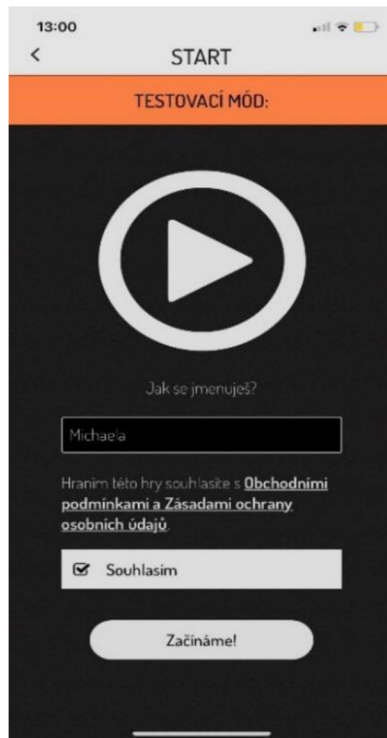 13:00
START
TESTOVACÍ MÓD:
Jak se jmenuješ?
Michaela
Hraním této hry souhlasíte s Obchodními
podmínkami a Zásadami ochrany
osobních údajů.
Souhlasím
Začínáme!